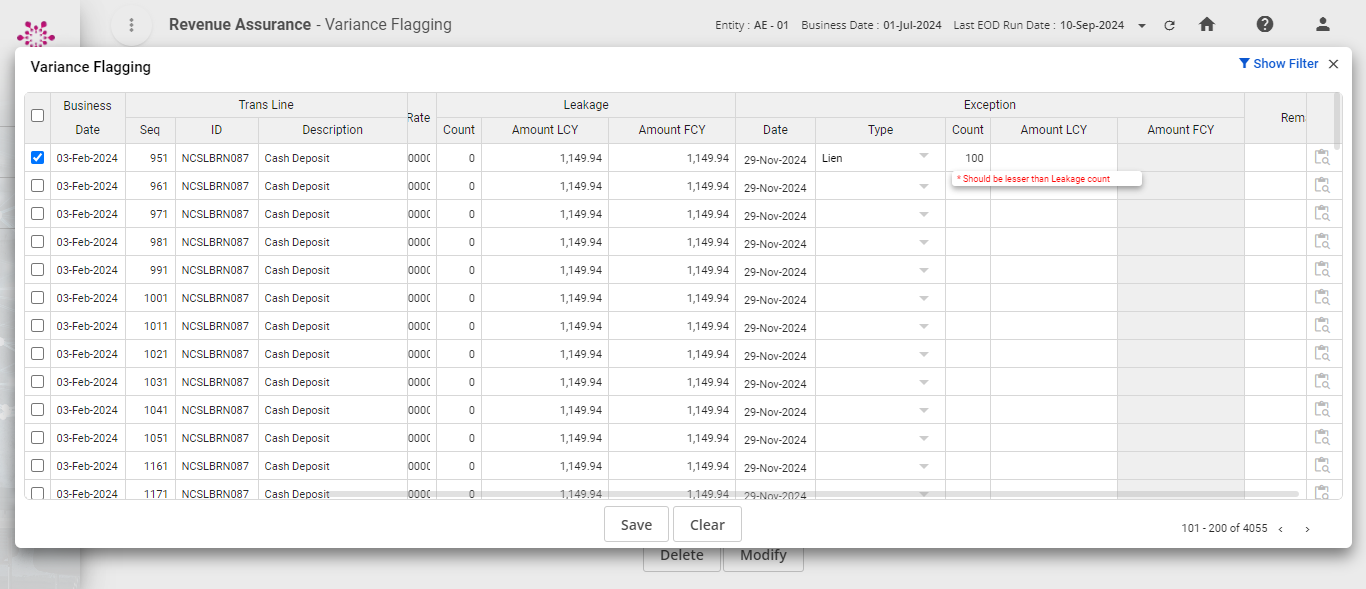 Revenue Assurance - Variance Flagging
Entity : AE - 01 Business Date : 01-Jul-2024 Last EOD Run Date : 10-Sep-2024
Variance Flagging
Show Filter
Business Date Trans Line Rate Leakage Exception Rem
Seq ID Description Count Amount LCY Amount FCY Date Type Count Amount LCY Amount FCY
03-Feb-2024 951 NCSLBRN087 Cash Deposit 0000 0 1,149.94 1,149.94 29-Nov-2024 Lien 100
* Should be lesser than Leakage count
03-Feb-2024 961 NCSLBRN087 Cash Deposit 0000 0 1,149.94 1,149.94 29-Nov-2024
03-Feb-2024 971 NCSLBRN087 Cash Deposit 0000 0 1,149.94 1,149.94 29-Nov-2024
03-Feb-2024 981 NCSLBRN087 Cash Deposit 0000 0 1,149.94 1,149.94 29-Nov-2024
03-Feb-2024 991 NCSLBRN087 Cash Deposit 0000 0 1,149.94 1,149.94 29-Nov-2024
03-Feb-2024 1001 NCSLBRN087 Cash Deposit 0000 0 1,149.94 1,149.94 29-Nov-2024
03-Feb-2024 1011 NCSLBRN087 Cash Deposit 0000 0 1,149.94 1,149.94 29-Nov-2024
03-Feb-2024 1021 NCSLBRN087 Cash Deposit 0000 0 1,149.94 1,149.94 29-Nov-2024
03-Feb-2024 1031 NCSLBRN087 Cash Deposit 0000 0 1,149.94 1,149.94 29-Nov-2024
03-Feb-2024 1041 NCSLBRN087 Cash Deposit 0000 0 1,149.94 1,149.94 29-Nov-2024
03-Feb-2024 1051 NCSLBRN087 Cash Deposit 0000 0 1,149.94 1,149.94 29-Nov-2024
03-Feb-2024 1161 NCSLBRN087 Cash Deposit 0000 0 1,149.94 1,149.94 29-Nov-2024
03-Feb-2024 1171 NCSLBRN087 Cash Deposit 0000 0 1,149.94 1,149.94 29-Nov-2024
Save Clear
101 - 200 of 4055
Delete Modify